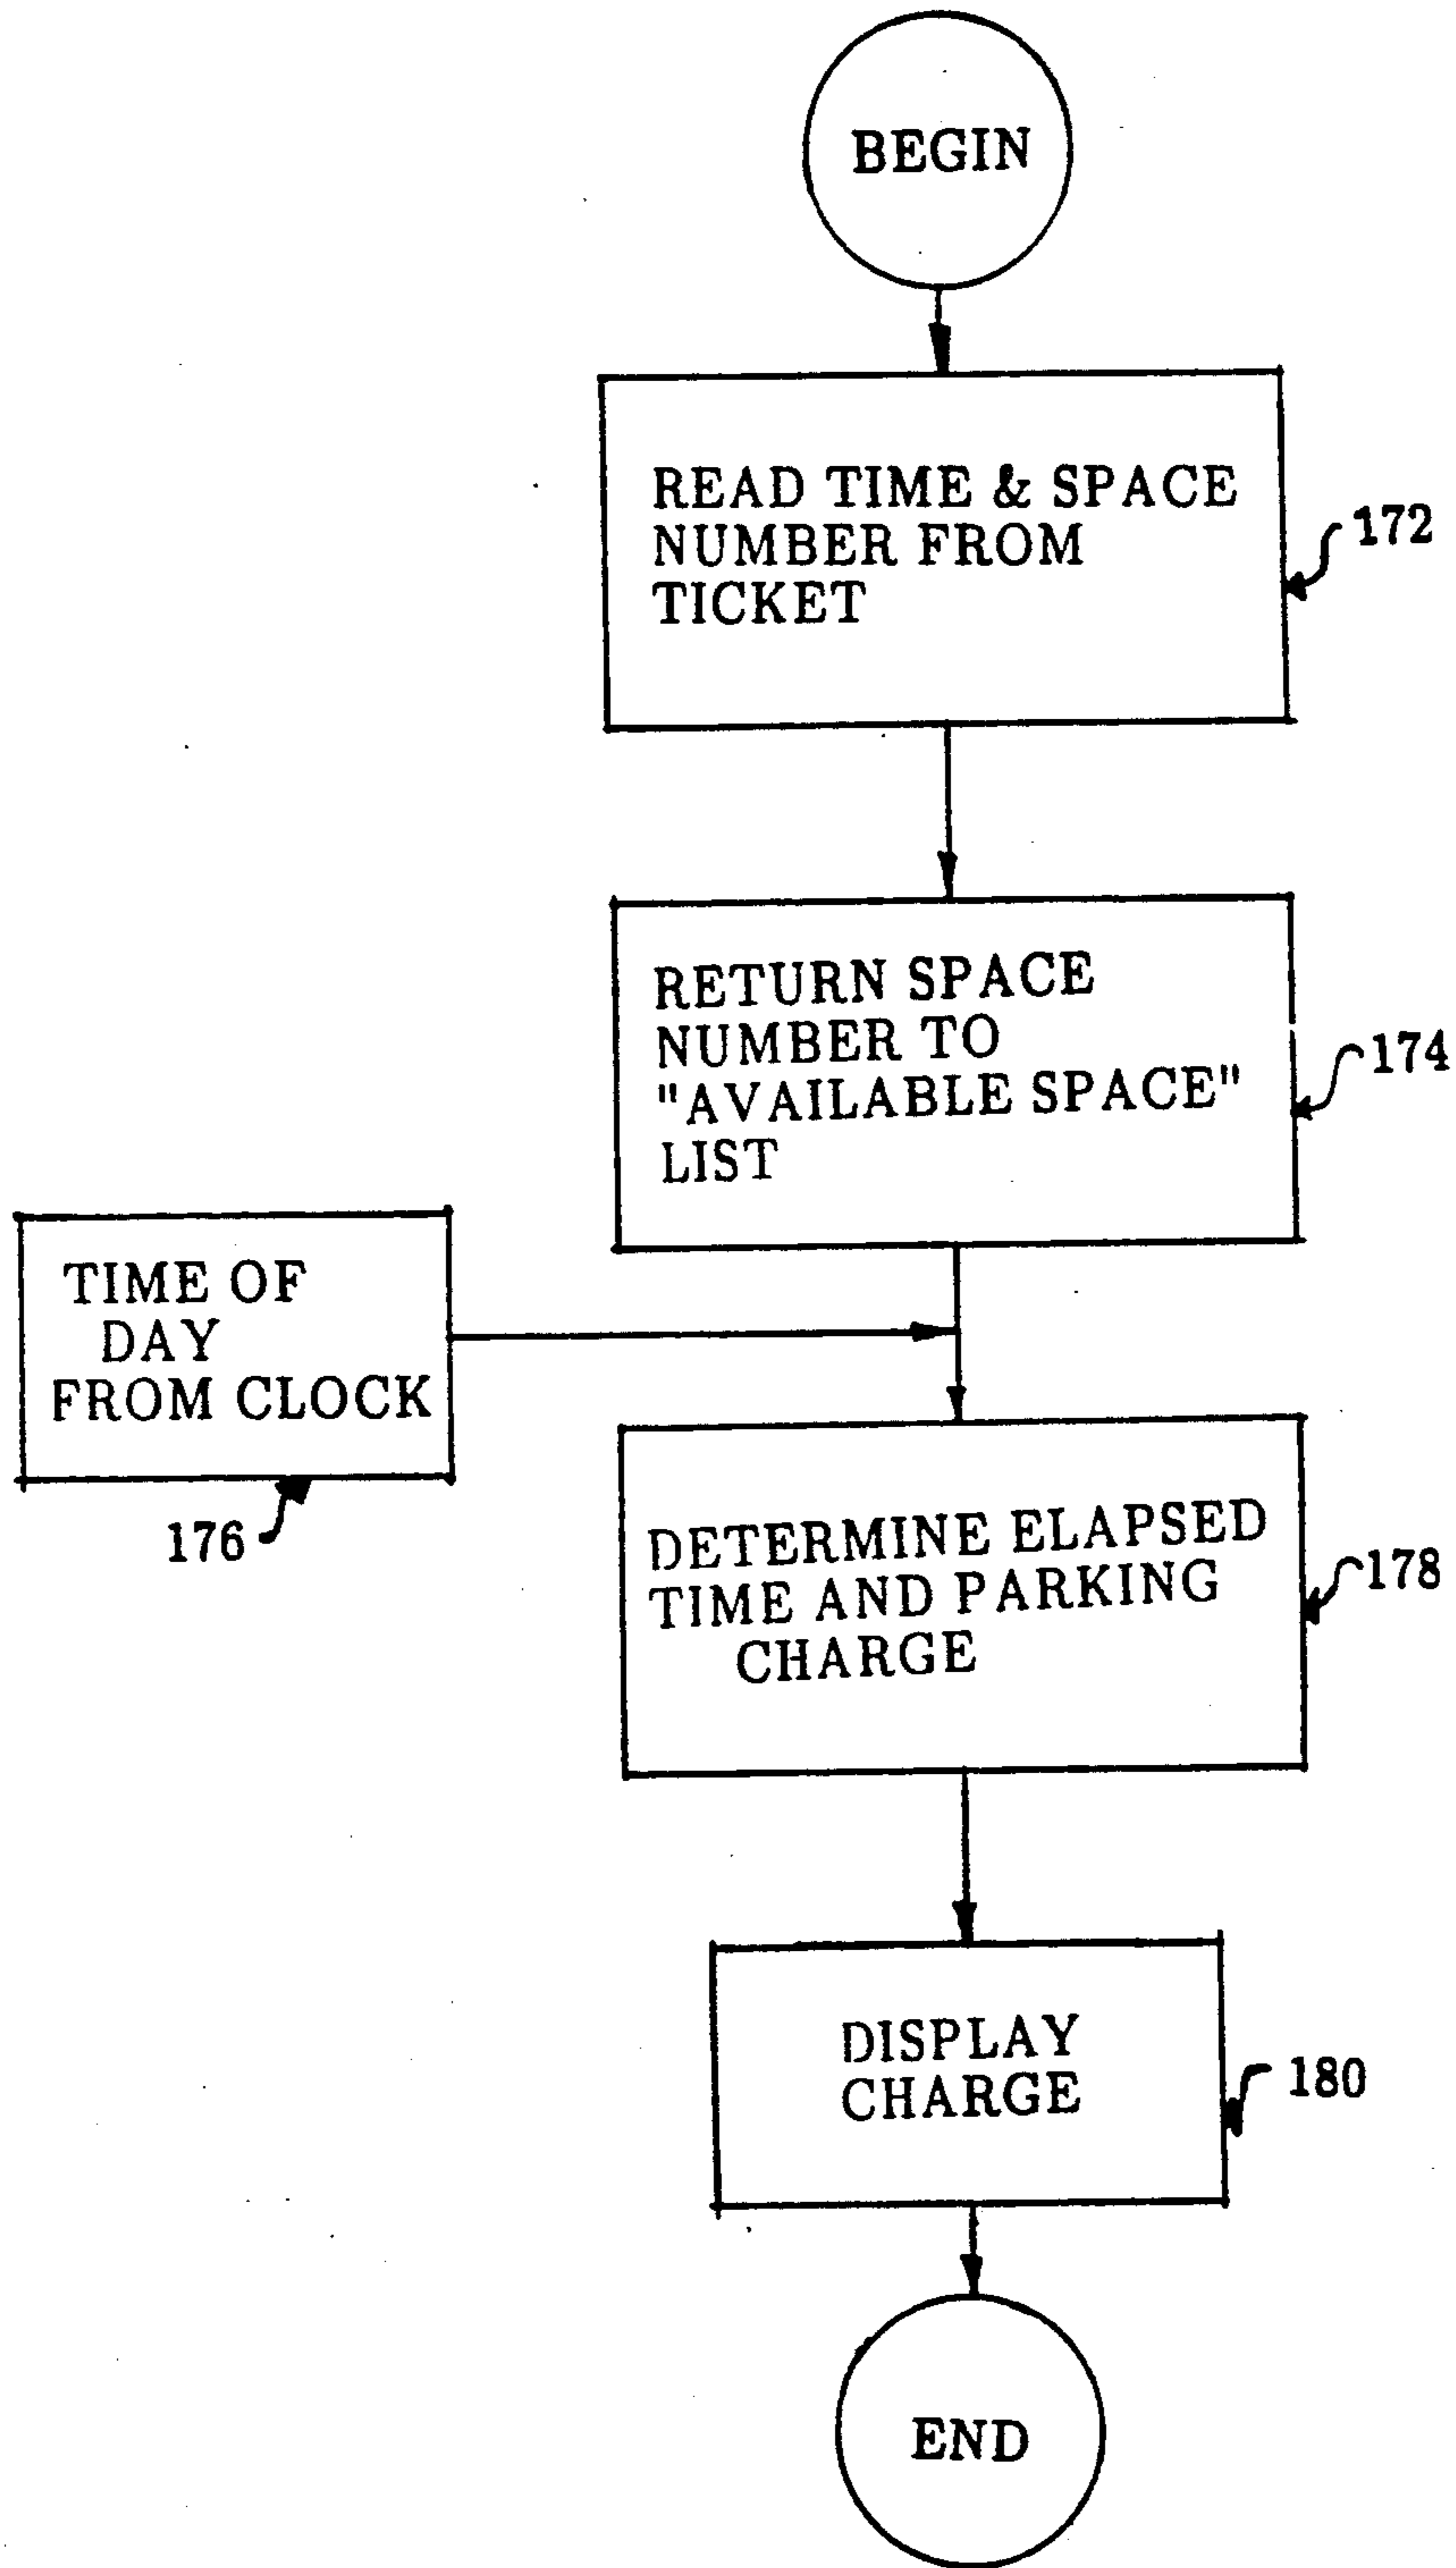 BEGIN
READ TIME & SPACE
NUMBER FROM
TICKET
172
RETURN SPACE
NUMBER TO
"AVAILABLE SPACE"
LIST
174
TIME OF
DAY
FROM CLOCK
176
DETERMINE ELAPSED
TIME AND PARKING
CHARGE
178
DISPLAY
CHARGE
180
END